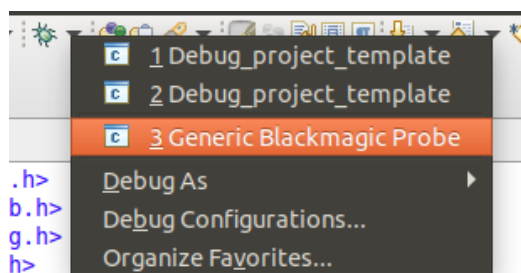 1 Debug_project_template
2 Debug_project_template
3 Generic Blackmagic Probe
.h>
Debug As
b.h>
Debug Configurations...
g.h>
h>
Organize Favorites...